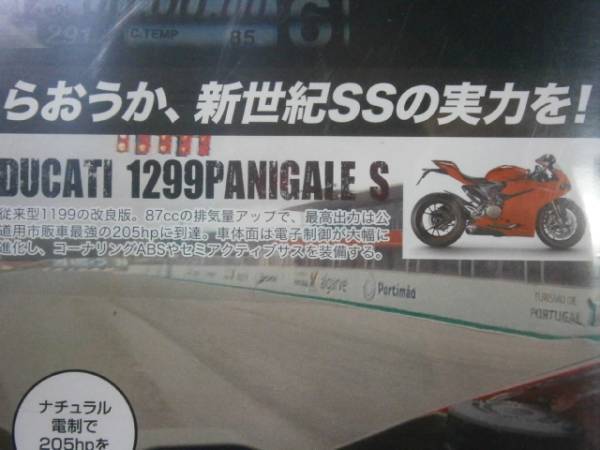 291
C.TEMP 85 6
らおうか、新世紀SSの実力を!
DUCATI 1299PANIGALE S
従来型1199の改良版。87ccの排気量アップで、最高出力は公
道用市販車最強の205hpに到達。車体面は電子制御が大幅に
進化し、コーナリングABSやセミアクティブサスを装備する。
algarve
Portimão
TURISMO DE
PORTUGAL
ナチュラル
電制で
205hpを